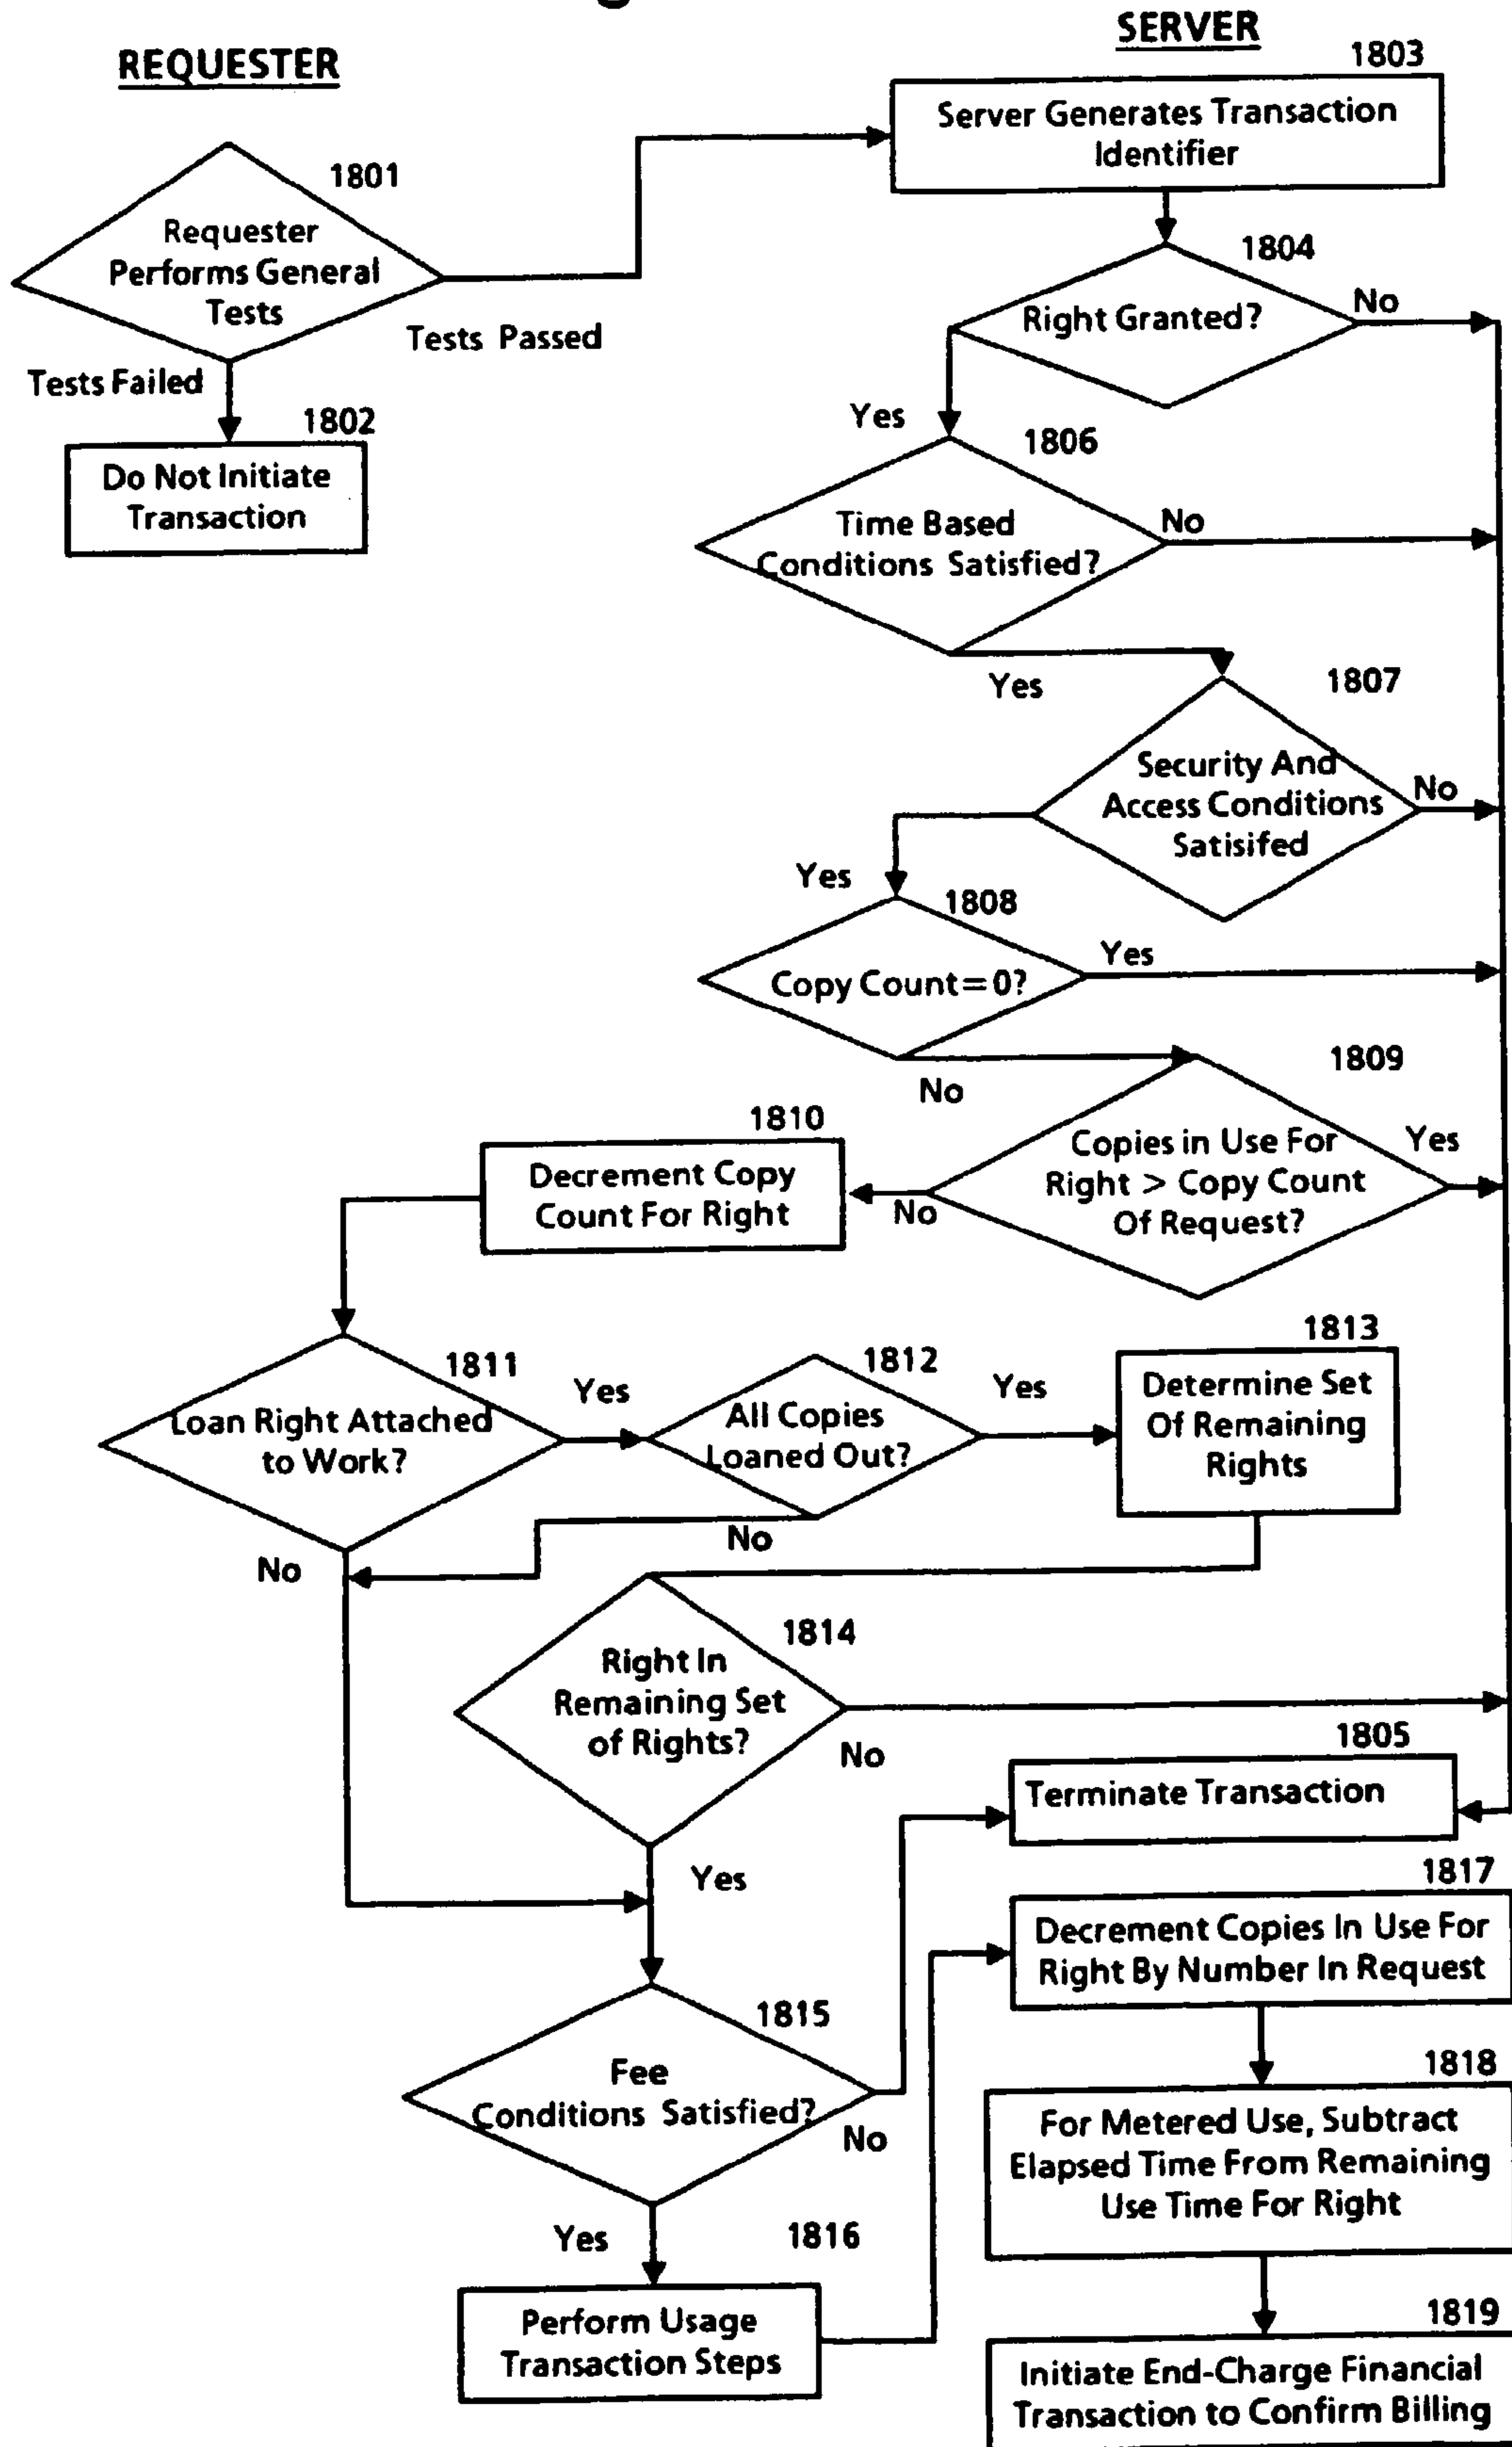 REQUESTER
SERVER
1803
Server Generates Transaction
Identifier
1801
Requester
Performs General
Tests
Tests Passed
Tests Failed
1802
Do Not Initiate
Transaction
1804
Right Granted?
No
Yes
1806
Time Based
Conditions Satisfied?
No
Yes
1807
Security And
Access Conditions
Satisifed
No
Yes
1808
Copy Count=0?
Yes
No
1809
Copies in Use For
Right > Copy Count
Of Request?
Yes
No
1810
Decrement Copy
Count For Right
1811
Loan Right Attached
to Work?
Yes
No
1812
All Copies
Loaned Out?
Yes
No
1813
Determine Set
Of Remaining
Rights
1814
Right In
Remaining Set
of Rights?
No
Yes
1805
Terminate Transaction
1815
Fee
Conditions Satisfied?
No
Yes
1816
Perform Usage
Transaction Steps
1817
Decrement Copies In Use For
Right By Number In Request
1818
For Metered Use, Subtract
Elapsed Time From Remaining
Use Time For Right
1819
Initiate End-Charge Financial
Transaction to Confirm Billing